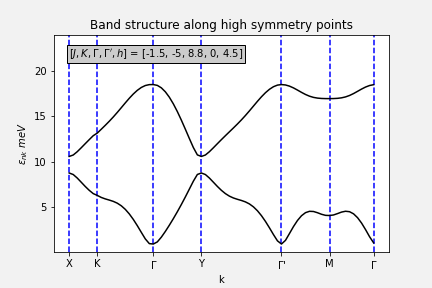 Band structure along high symmetry points
[J, K, Γ, Γ', h] = [-1.5, -5, 8.8, 0, 4.5]
20
15
10
5
εnk meV
X K Γ Y Γ' M Γ
k